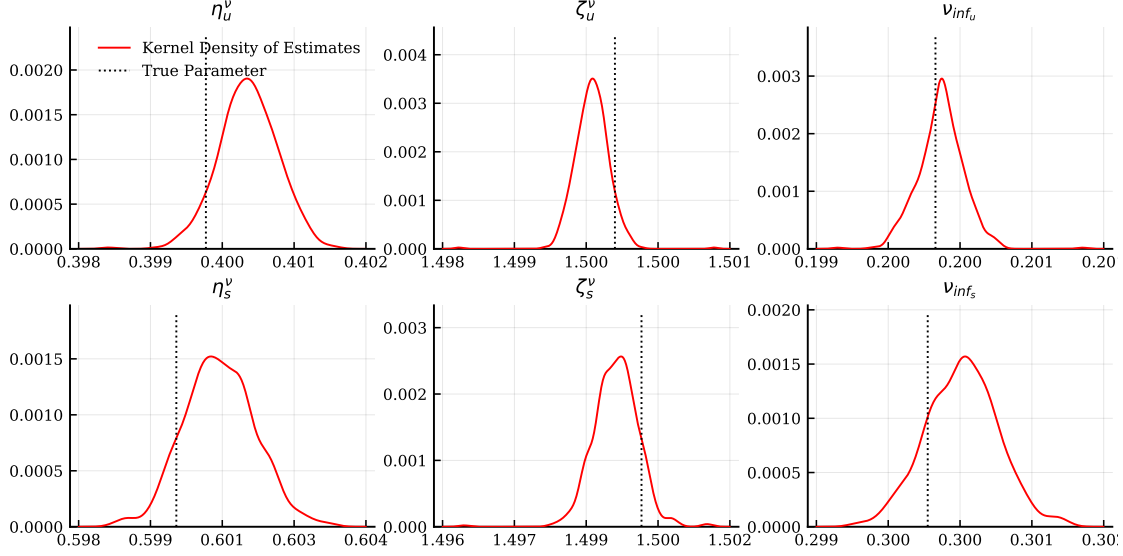 η_u^ν ζ_u^ν ν_{inf_u}
Kernel Density of Estimates
True Parameter
0.0020
0.0015
0.0010
0.0005
0.0000
0.398 0.399 0.400 0.401 0.402
0.004
0.003
0.002
0.001
0.000
1.498 1.499 1.500 1.500 1.501
0.003
0.002
0.001
0.000
0.199 0.200 0.200 0.201 0.20
η_s^ν ζ_s^ν ν_{inf_s}
0.0015
0.0010
0.0005
0.0000
0.598 0.599 0.601 0.603 0.604
0.003
0.002
0.001
0.000
1.496 1.497 1.499 1.500 1.501
0.0020
0.0015
0.0010
0.0005
0.0000
0.299 0.300 0.300 0.301